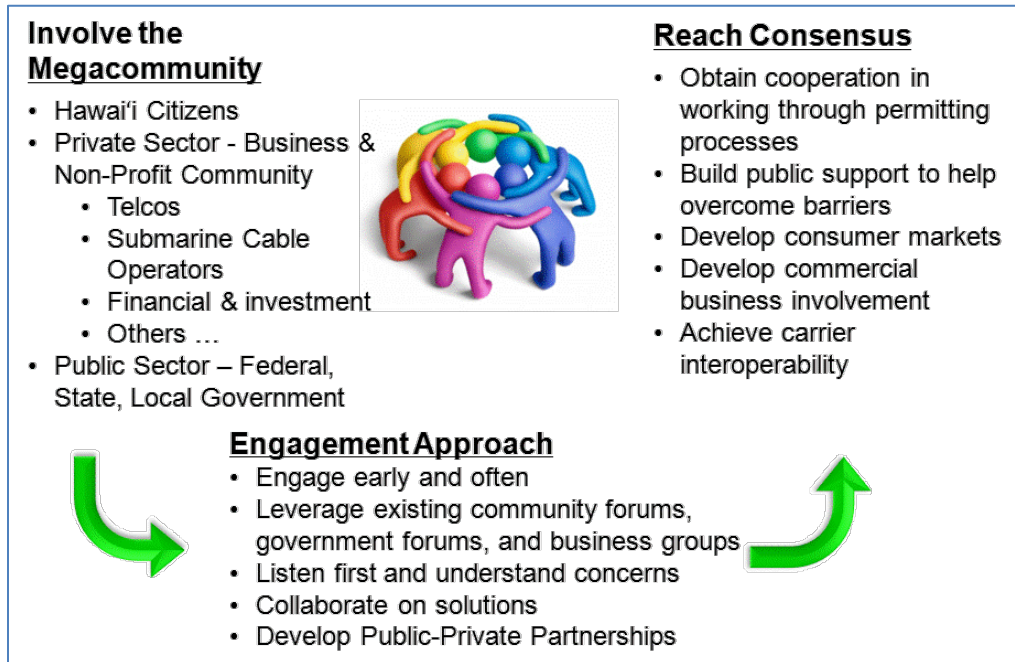 Involve the
Megacommunity
• Hawaiʻi Citizens
• Private Sector - Business &
Non-Profit Community
• Telcos
• Submarine Cable
Operators
• Financial & investment
• Others …
• Public Sector – Federal,
State, Local Government
Reach Consensus
• Obtain cooperation in
working through permitting
processes
• Build public support to help
overcome barriers
• Develop consumer markets
• Develop commercial
business involvement
• Achieve carrier
interoperability
Engagement Approach
• Engage early and often
• Leverage existing community forums,
government forums, and business groups
• Listen first and understand concerns
• Collaborate on solutions
• Develop Public-Private Partnerships